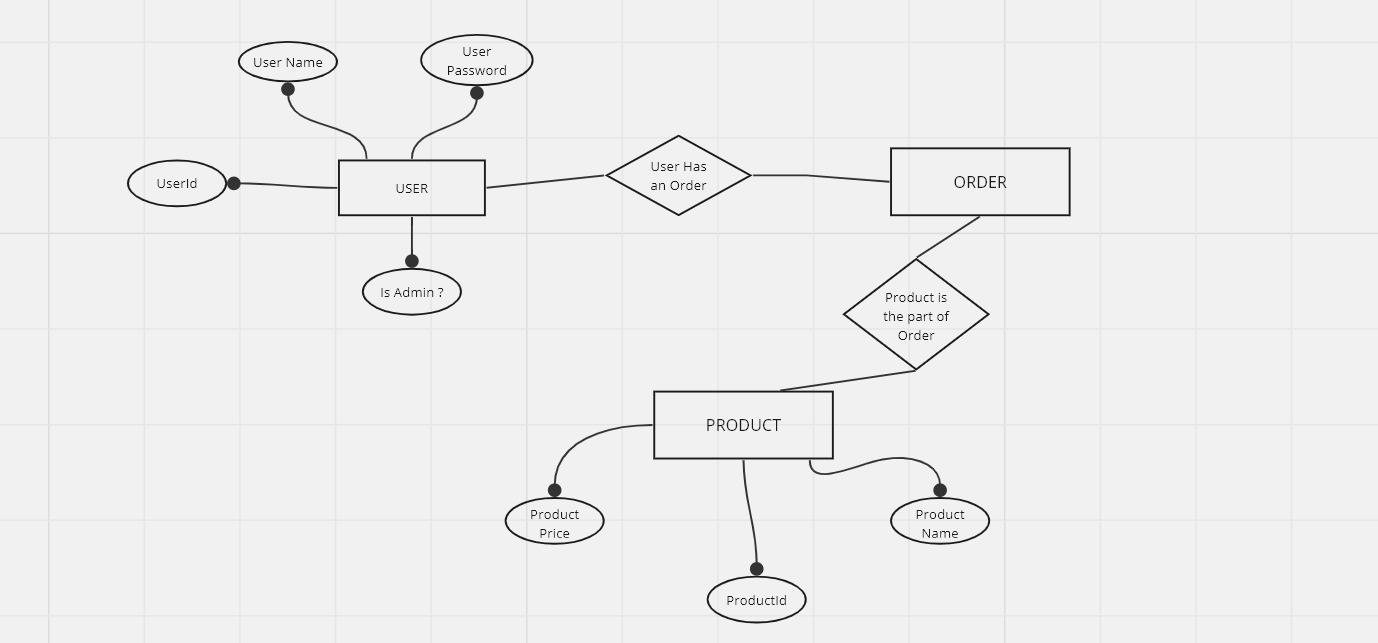 User Name
User
Password
UserId
USER
User Has
an Order
ORDER
Is Admin ?
Product is
the part of
Order
PRODUCT
Product
Price
Product
Name
ProductId